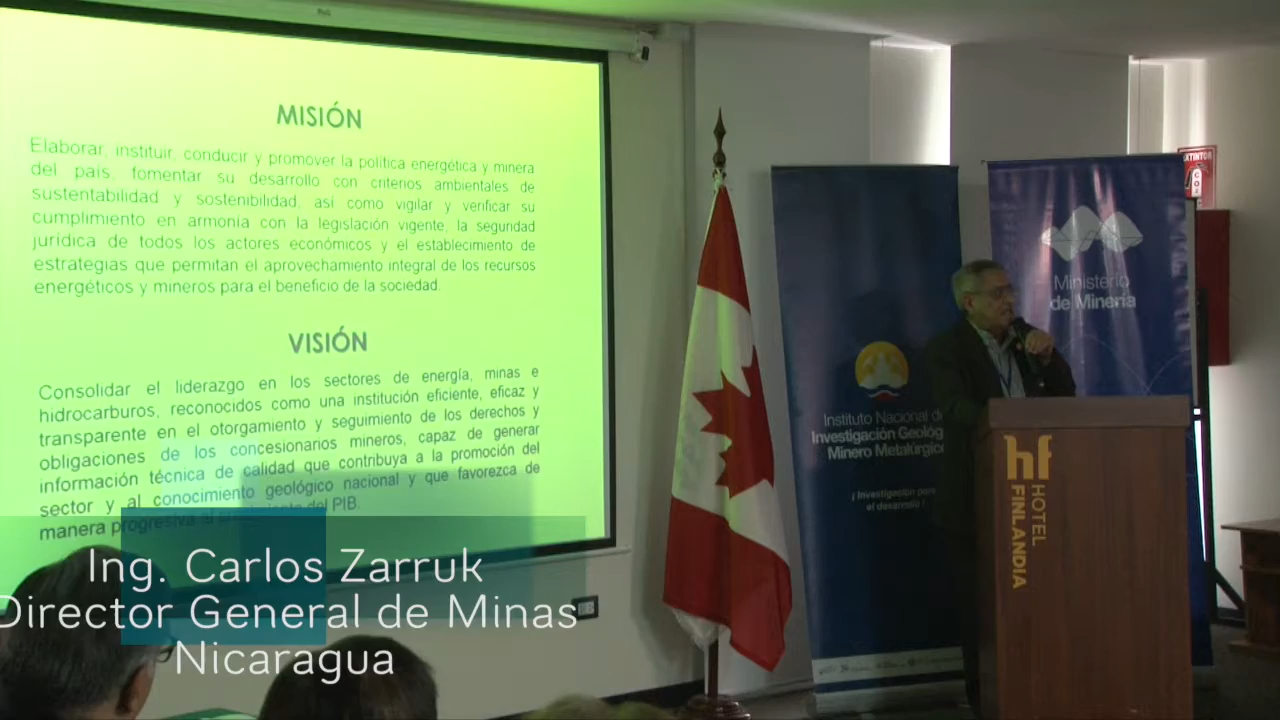 MISIÓN
Elaborar, instituir, conducir y promover la política energética y minera
del país, fomentar su desarrollo con criterios ambientales de
sustentabilidad y sostenibilidad, así como vigilar y verificar su
cumplimiento en armonía con la legislación vigente, la seguridad
jurídica de todos los actores económicos y el establecimiento de
estrategias que permitan el aprovechamiento integral de los recursos
energéticos y mineros para el beneficio de la sociedad.
VISIÓN
Consolidar el liderazgo en los sectores de energía, minas e
hidrocarburos, reconocidos como una institución eficiente, eficaz y
transparente en el otorgamiento y seguimiento de los derechos y
obligaciones de los concesionarios mineros, capaz de generar
información técnica de calidad que contribuya a la promoción del
sector y al conocimiento geológico nacional y que favorezca de
manera progresiva al del PIB.
Ing. Carlos Zarruk
Director General de Minas
Nicaragua
Instituto Nacional d
Investigación Geológ
Minero Metalúrgic
¡ Investigación para
el desarrollo !
Ministerio
de Minería
EXTINTOR
CO
hf
HOTEL
FINLANDIA